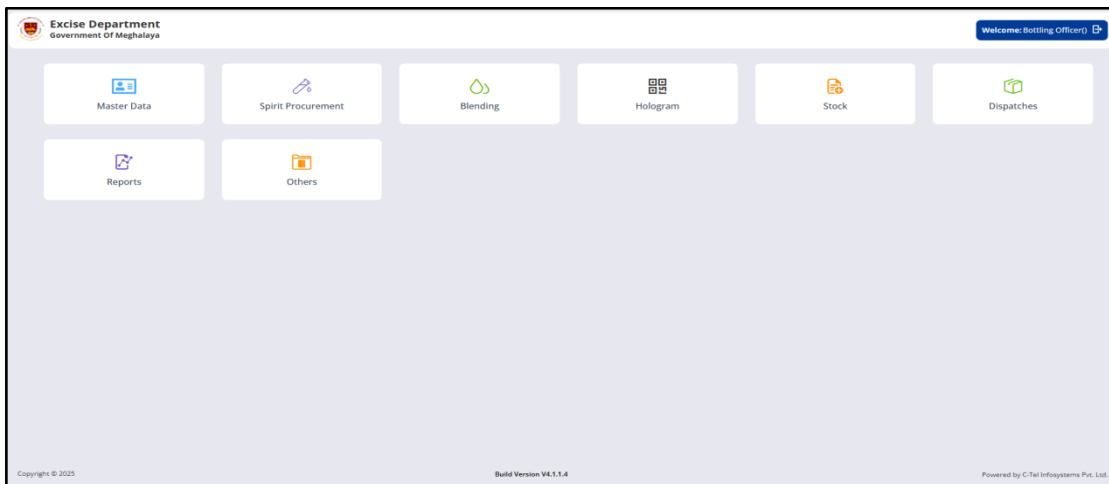 Excise Department
Government Of Meghalaya
Welcome: Bottling Officer()
Master Data
Spirit Procurement
Blending
Hologram
Stock
Dispatches
Reports
Others
Copyright © 2025
Build Version V4.1.1.4
Powered by C-Tel Infosystems Pvt. Ltd.